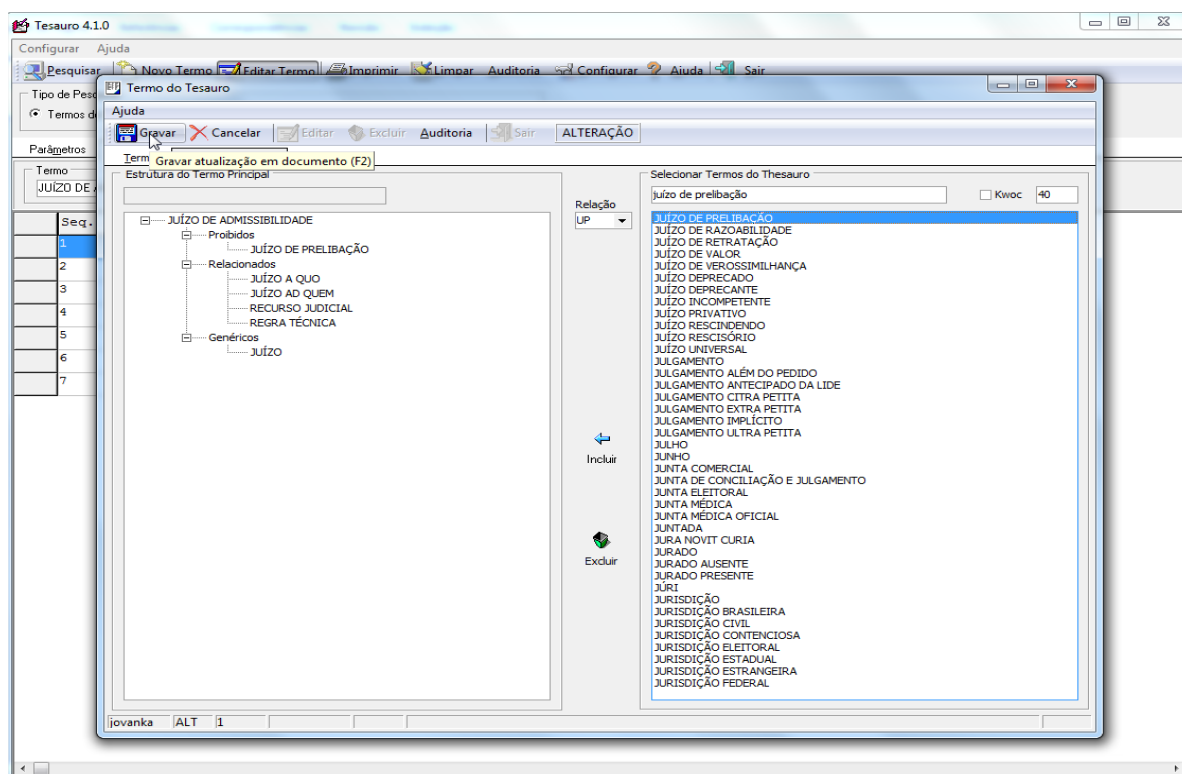 Tesauro 4.1.0
Configurar Ajuda
Pesquisar Novo Termo Editar Termo Imprimir Limpar Auditoria Configurar Ajuda Sair
Tipo de Pesq
Termos d
Parâmetros
Termo
JUÍZO DE A
Seq.
1
2
3
4
5
6
7
Termo do Tesauro
Ajuda
Gravar Cancelar Editar Excluir Auditoria Sair ALTERAÇÃO
Term
Gravar atualização em documento (F2)
Estrutura do Termo Principal
JUÍZO DE ADMISSIBILIDADE
Proibidos
JUÍZO DE PRELIBAÇÃO
Relacionados
JUÍZO A QUO
JUÍZO AD QUEM
RECURSO JUDICIAL
REGRA TÉCNICA
Genéricos
JUÍZO
Relação
UP
Incluir
Excluir
Selecionar Termos do Thesauro
juízo de prelibação Kwoc 40
JUÍZO DE PRELIBAÇÃO
JUÍZO DE RAZOABILIDADE
JUÍZO DE RETRATAÇÃO
JUÍZO DE VALOR
JUÍZO DE VEROSSIMILHANÇA
JUÍZO DEPRECADO
JUÍZO DEPRECANTE
JUÍZO INCOMPETENTE
JUÍZO PRIVATIVO
JUÍZO RESCINDENDO
JUÍZO RESCISÓRIO
JUÍZO UNIVERSAL
JULGAMENTO
JULGAMENTO ALÉM DO PEDIDO
JULGAMENTO ANTECIPADO DA LIDE
JULGAMENTO CITRA PETITA
JULGAMENTO EXTRA PETITA
JULGAMENTO IMPLÍCITO
JULGAMENTO ULTRA PETITA
JULHO
JUNHO
JUNTA COMERCIAL
JUNTA DE CONCILIAÇÃO E JULGAMENTO
JUNTA ELEITORAL
JUNTA MÉDICA
JUNTA MÉDICA OFICIAL
JUNTADA
JURA NOVIT CURIA
JURADO
JURADO AUSENTE
JURADO PRESENTE
JÚRI
JURISDIÇÃO
JURISDIÇÃO BRASILEIRA
JURISDIÇÃO CIVIL
JURISDIÇÃO CONTENCIOSA
JURISDIÇÃO ELEITORAL
JURISDIÇÃO ESTADUAL
JURISDIÇÃO ESTRANGEIRA
JURISDIÇÃO FEDERAL
jovanka ALT 1